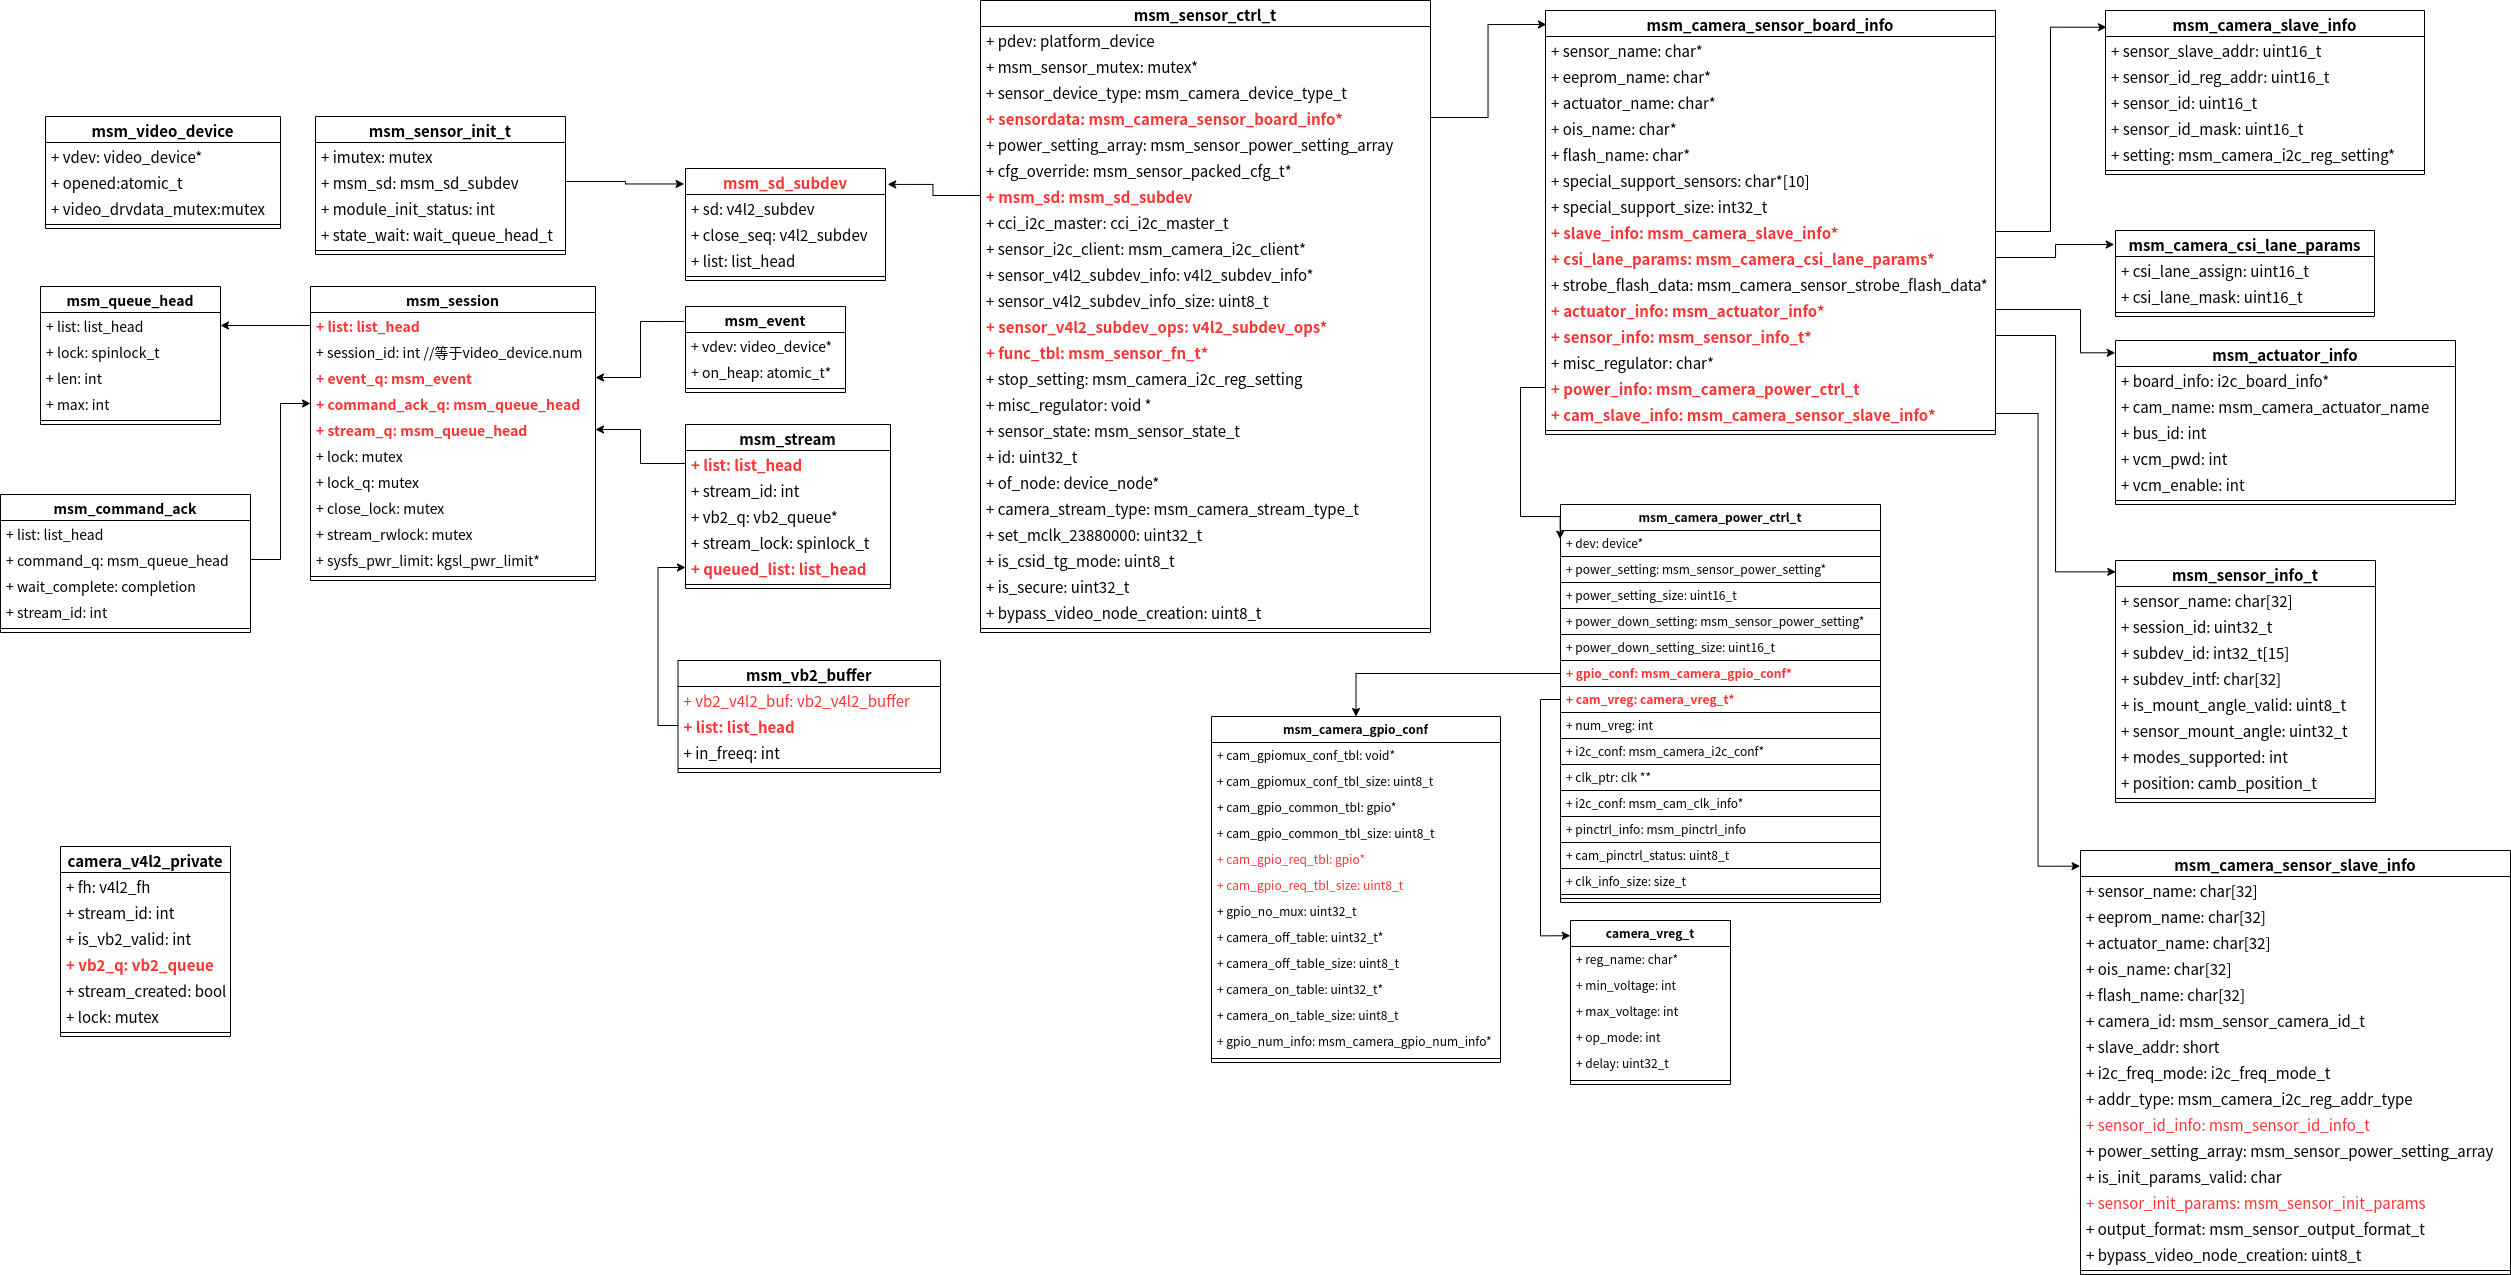 msm_video_device
+ vdev: video_device*
+ opened:atomic_t
+ video_drvdata_mutex:mutex
msm_sensor_init_t
+ imutex: mutex
+ msm_sd: msm_sd_subdev
+ module_init_status: int
+ state_wait: wait_queue_head_t
msm_sd_subdev
+ sd: v4l2_subdev
+ close_seq: v4l2_subdev
+ list: list_head
msm_queue_head
+ list: list_head
+ lock: spinlock_t
+ len: int
+ max: int
msm_session
+ list: list_head
+ session_id: int //等于video_device.num
+ event_q: msm_event
+ command_ack_q: msm_queue_head
+ stream_q: msm_queue_head
+ lock: mutex
+ lock_q: mutex
+ close_lock: mutex
+ stream_rwlock: mutex
+ sysfs_pwr_limit: kgsl_pwr_limit*
msm_event
+ vdev: video_device*
+ on_heap: atomic_t*
msm_stream
+ list: list_head
+ stream_id: int
+ vb2_q: vb2_queue*
+ stream_lock: spinlock_t
+ queued_list: list_head
msm_command_ack
+ list: list_head
+ command_q: msm_queue_head
+ wait_complete: completion
+ stream_id: int
msm_vb2_buffer
+ vb2_v4l2_buf: vb2_v4l2_buffer
+ list: list_head
+ in_freeq: int
camera_v4l2_private
+ fh: v4l2_fh
+ stream_id: int
+ is_vb2_valid: int
+ vb2_q: vb2_queue
+ stream_created: bool
+ lock: mutex
msm_sensor_ctrl_t
+ pdev: platform_device
+ msm_sensor_mutex: mutex*
+ sensor_device_type: msm_camera_device_type_t
+ sensordata: msm_camera_sensor_board_info*
+ power_setting_array: msm_sensor_power_setting_array
+ cfg_override: msm_sensor_packed_cfg_t*
+ msm_sd: msm_sd_subdev
+ cci_i2c_master: cci_i2c_master_t
+ sensor_i2c_client: msm_camera_i2c_client*
+ sensor_v4l2_subdev_info: v4l2_subdev_info*
+ sensor_v4l2_subdev_info_size: uint8_t
+ sensor_v4l2_subdev_ops: v4l2_subdev_ops*
+ func_tbl: msm_sensor_fn_t*
+ stop_setting: msm_camera_i2c_reg_setting
+ misc_regulator: void *
+ sensor_state: msm_sensor_state_t
+ id: uint32_t
+ of_node: device_node*
+ camera_stream_type: msm_camera_stream_type_t
+ set_mclk_23880000: uint32_t
+ is_csid_tg_mode: uint8_t
+ is_secure: uint32_t
+ bypass_video_node_creation: uint8_t
msm_camera_sensor_board_info
+ sensor_name: char*
+ eeprom_name: char*
+ actuator_name: char*
+ ois_name: char*
+ flash_name: char*
+ special_support_sensors: char*[10]
+ special_support_size: int32_t
+ slave_info: msm_camera_slave_info*
+ csi_lane_params: msm_camera_csi_lane_params*
+ strobe_flash_data: msm_camera_sensor_strobe_flash_data*
+ actuator_info: msm_actuator_info*
+ sensor_info: msm_sensor_info_t*
+ misc_regulator: char*
+ power_info: msm_camera_power_ctrl_t
+ cam_slave_info: msm_camera_sensor_slave_info*
msm_camera_power_ctrl_t
+ dev: device*
+ power_setting: msm_sensor_power_setting*
+ power_setting_size: uint16_t
+ power_down_setting: msm_sensor_power_setting*
+ power_down_setting_size: uint16_t
+ gpio_conf: msm_camera_gpio_conf*
+ cam_vreg: camera_vreg_t*
+ num_vreg: int
+ i2c_conf: msm_camera_i2c_conf*
+ clk_ptr: clk **
+ i2c_conf: msm_cam_clk_info*
+ pinctrl_info: msm_pinctrl_info
+ cam_pinctrl_status: uint8_t
+ clk_info_size: size_t
msm_camera_gpio_conf
+ cam_gpiomux_conf_tbl: void*
+ cam_gpiomux_conf_tbl_size: uint8_t
+ cam_gpio_common_tbl: gpio*
+ cam_gpio_common_tbl_size: uint8_t
+ cam_gpio_req_tbl: gpio*
+ cam_gpio_req_tbl_size: uint8_t
+ gpio_no_mux: uint32_t
+ camera_off_table: uint32_t*
+ camera_off_table_size: uint8_t
+ camera_on_table: uint32_t*
+ camera_on_table_size: uint8_t
+ gpio_num_info: msm_camera_gpio_num_info*
camera_vreg_t
+ reg_name: char*
+ min_voltage: int
+ max_voltage: int
+ op_mode: int
+ delay: uint32_t
msm_camera_slave_info
+ sensor_slave_addr: uint16_t
+ sensor_id_reg_addr: uint16_t
+ sensor_id: uint16_t
+ sensor_id_mask: uint16_t
+ setting: msm_camera_i2c_reg_setting*
msm_camera_csi_lane_params
+ csi_lane_assign: uint16_t
+ csi_lane_mask: uint16_t
msm_actuator_info
+ board_info: i2c_board_info*
+ cam_name: msm_camera_actuator_name
+ bus_id: int
+ vcm_pwd: int
+ vcm_enable: int
msm_sensor_info_t
+ sensor_name: char[32]
+ session_id: uint32_t
+ subdev_id: int32_t[15]
+ subdev_intf: char[32]
+ is_mount_angle_valid: uint8_t
+ sensor_mount_angle: uint32_t
+ modes_supported: int
+ position: camb_position_t
msm_camera_sensor_slave_info
+ sensor_name: char[32]
+ eeprom_name: char[32]
+ actuator_name: char[32]
+ ois_name: char[32]
+ flash_name: char[32]
+ camera_id: msm_sensor_camera_id_t
+ slave_addr: short
+ i2c_freq_mode: i2c_freq_mode_t
+ addr_type: msm_camera_i2c_reg_addr_type
+ sensor_id_info: msm_sensor_id_info_t
+ power_setting_array: msm_sensor_power_setting_array
+ is_init_params_valid: char
+ sensor_init_params: msm_sensor_init_params
+ output_format: msm_sensor_output_format_t
+ bypass_video_node_creation: uint8_t